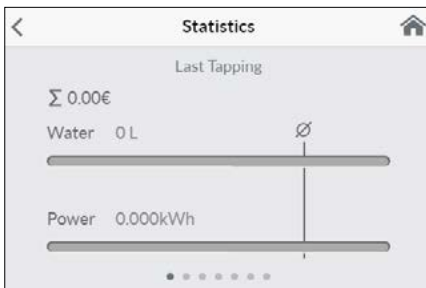 Statistics
Last Tapping
Σ 0.00€
Water 0 L Ø
Power 0.000kWh